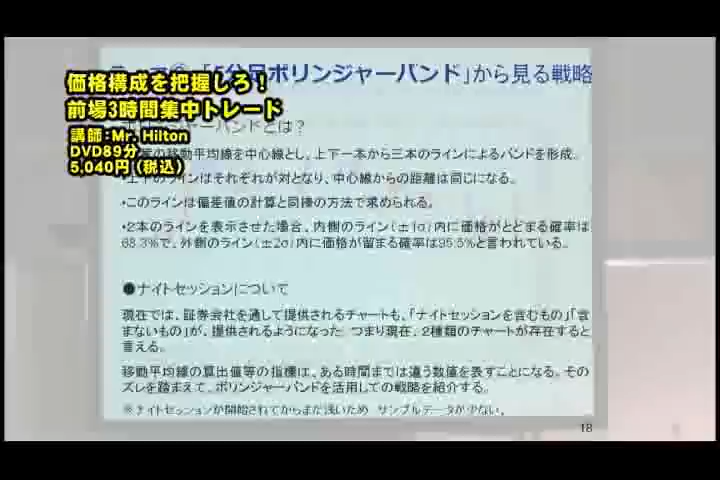 「5分足ボリンジャーバンド」から見る戦略
価格構成を把握しろ！
前場3時間集中トレード
講師：Mr. Hilton
DVD89分
5,040円（税込）
ーバンドとは？
の移動平均線を中心線とし、上下一本から三本のラインによるバンドを形成。
・上下のラインはそれぞれが対となり、中心線からの距離は同じになる。
・このラインは偏差値の計算と同様の方法で求められる。
・2本のラインを表示させた場合、内側のライン（±1σ）内に価格がとどまる確率は
68.3%で、外側のライン（±2σ）内に価格が留まる確率は95.5%と言われている。
●ナイトセッションについて
現在では、証券会社を通して提供されるチャートも、「ナイトセッションを含むもの」「含
まないもの」が、提供されるようになった つまり現在、2種類のチャートが存在すると
言える。
移動平均線の算出値等の指標は、ある時間までは違う数値を表すことになる。その
ズレを踏まえて、ボリンジャーバンドを活用しての戦略を紹介する。
※ナイトセッションが開始されてからまだ浅いため サンプルデータが少ない。
18